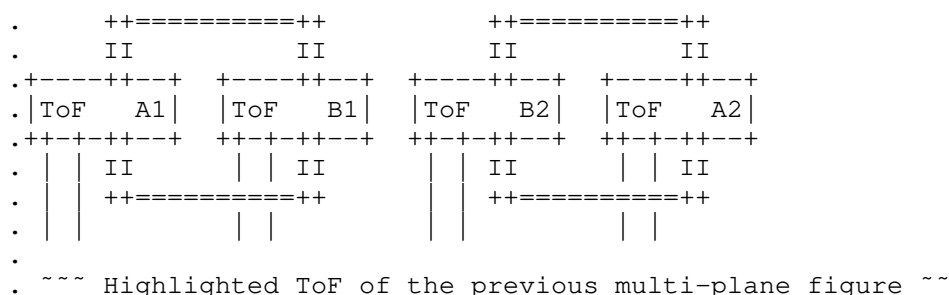 .     ++==========++          ++==========++
.     II          II          II          II
.+----++--+  +----++--+  +----++--+  +----++--+
.|ToF   A1|  |ToF   B1|  |ToF   B2|  |ToF   A2|
.++-+-++--+  ++-+-++--+  ++-+-++--+  ++-+-++--+
. | | II      | | II      | | II      | | II
. | | ++==========++      | | ++==========++
. | |         | |         | |         | |
.
. ~~~ Highlighted ToF of the previous multi-plane figure ~~